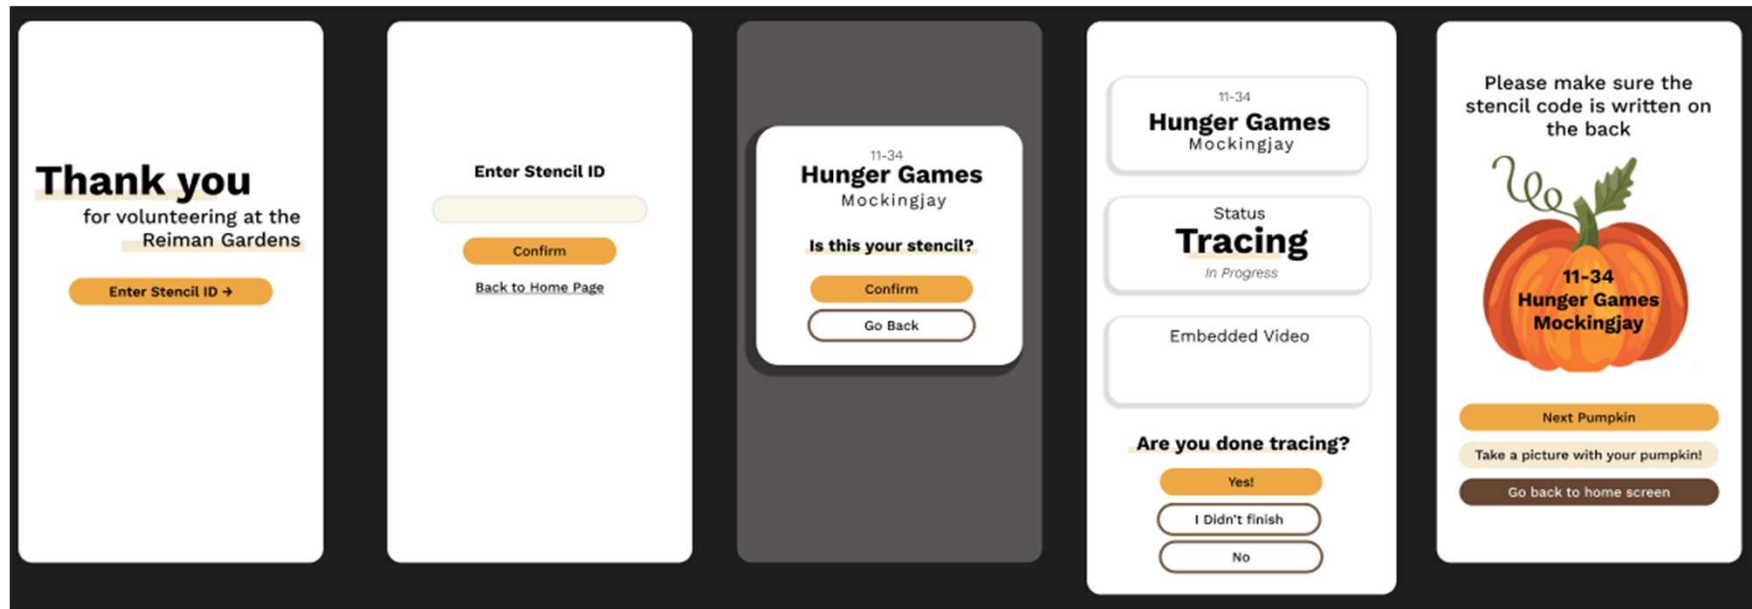 Thank you
for volunteering at the
Reiman Gardens
Enter Stencil ID →
Enter Stencil ID
Confirm
Back to Home Page
11-34
Hunger Games
Mockingjay
Is this your stencil?
Confirm
Go Back
11-34
Hunger Games
Mockingjay
Status
Tracing
In Progress
Embedded Video
Are you done tracing?
Yes!
I Didn't finish
No
Please make sure the
stencil code is written on
the back
11-34
Hunger Games
Mockingjay
Next Pumpkin
Take a picture with your pumpkin!
Go back to home screen